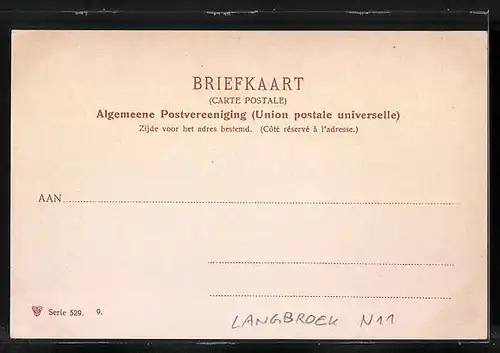 BRIEFKAART
(CARTE POSTALE)
Algemeene Postvereeniging (Union postale universelle)
Zijde voor het adres bestemd. (Côté réservé à l'adresse.)
AAN
Serie 529. 9.
LANGBROEK N11